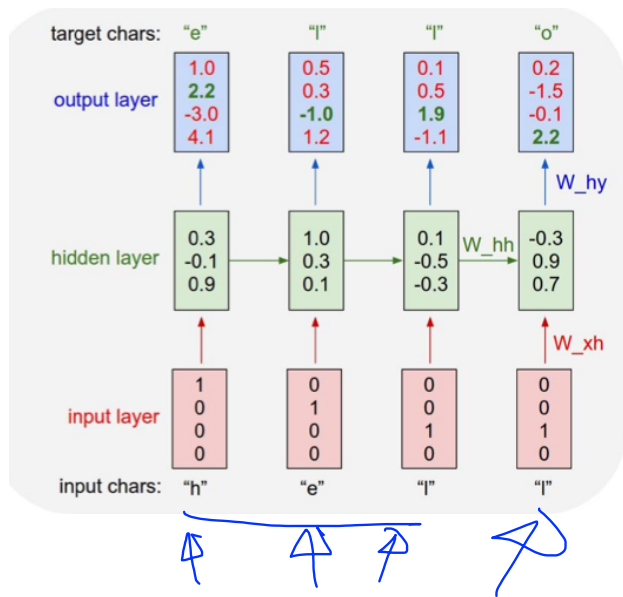 target chars: "e" "l" "l" "o"
output layer
1.0 0.5 0.1 0.2
2.2 0.3 0.5 -1.5
-3.0 -1.0 1.9 -0.1
4.1 1.2 -1.1 2.2
W_hy
hidden layer
0.3 1.0 0.1 -0.3
-0.1 0.3 -0.5 0.9
0.9 0.1 -0.3 0.7
W_hh
W_xh
input layer
1 0 0 0
0 1 0 0
0 0 1 1
0 0 0 0
input chars: "h" "e" "l" "l"